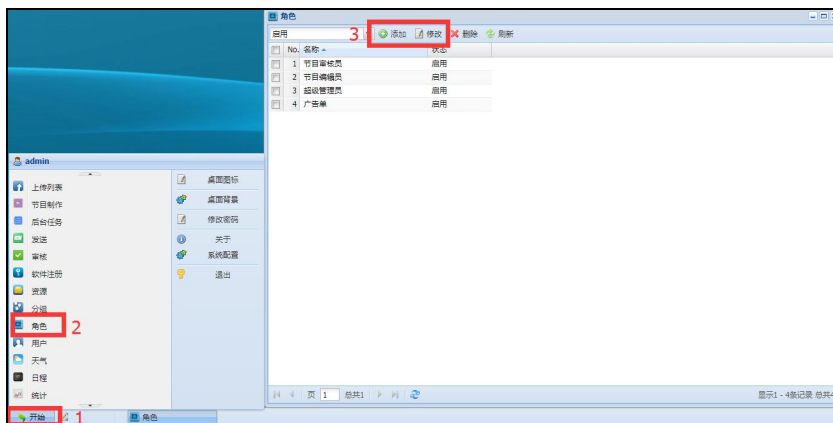 角色
启用 3 添加 修改 删除 刷新
No. 名称 状态
1 节目审核员 启用
2 节目编辑员 启用
3 超级管理员 启用
4 广告单 启用
admin
上传列表
节目制作
后台任务
发送
审核
软件注册
资源
分组
角色 2
用户
天气
日程
统计
桌面图标
桌面背景
修改密码
关于
系统配置
退出
页 1 总共1
显示1 - 4条记录 总共4
开始 1 角色